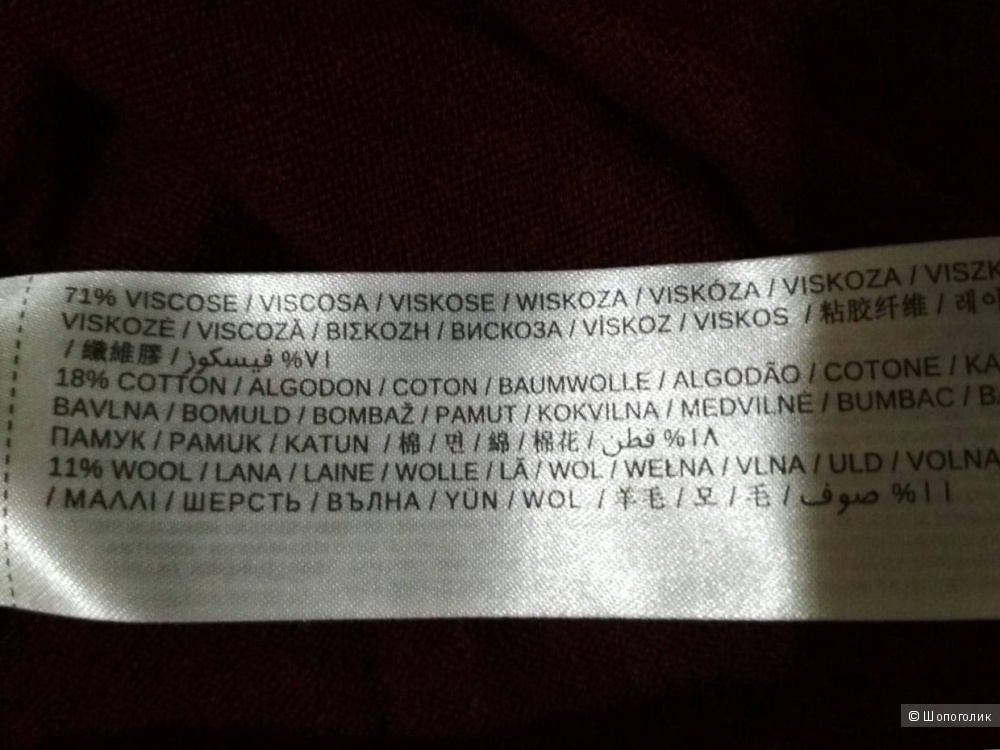 71% VISCOSE / VISCOSA / VISKOSE / WISKOZA / VISKÓZA / VISKOZA / VISZK
VISKOZĖ / VISCOZĂ / ΒΙΣΚΟΖΗ / ВИСКОЗА / VİSKOZ / VISKOS / 粘胶纤维 / 레이
/ 纖維膠 / فيسكوز %٧١
18% COTTON / ALGODON / COTON / BAUMWOLLE / ALGODÃO / COTONE / KA
BAVLNA / BOMULD / BOMBAŽ / PAMUT / KOKVILNA / MEDVILNĖ / BUMBAC / BA
ПАМУК / PAMUK / KATUN / 棉 / 면 / 綿 / 棉花 / قطن %١٨
11% WOOL / LANA / LAINE / WOLLE / LÃ / WOL / WEŁNA / VLNA / ULD / VOLNA
/ ΜΑΛΛΙ / ШЕРСТЬ / ВЪЛНА / YÜN / WOL / 羊毛 / 모 / 毛 / صوف %١١
© Шопоголик